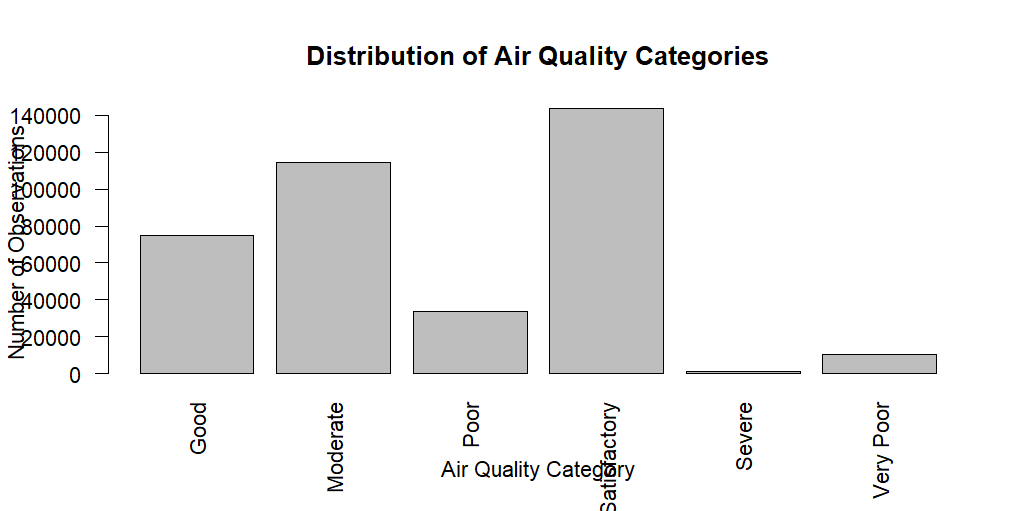 Distribution of Air Quality Categories
Number of Observations
140000
120000
100000
80000
60000
40000
20000
0
Good
Moderate
Poor
Satisfactory
Severe
Very Poor
Air Quality Category